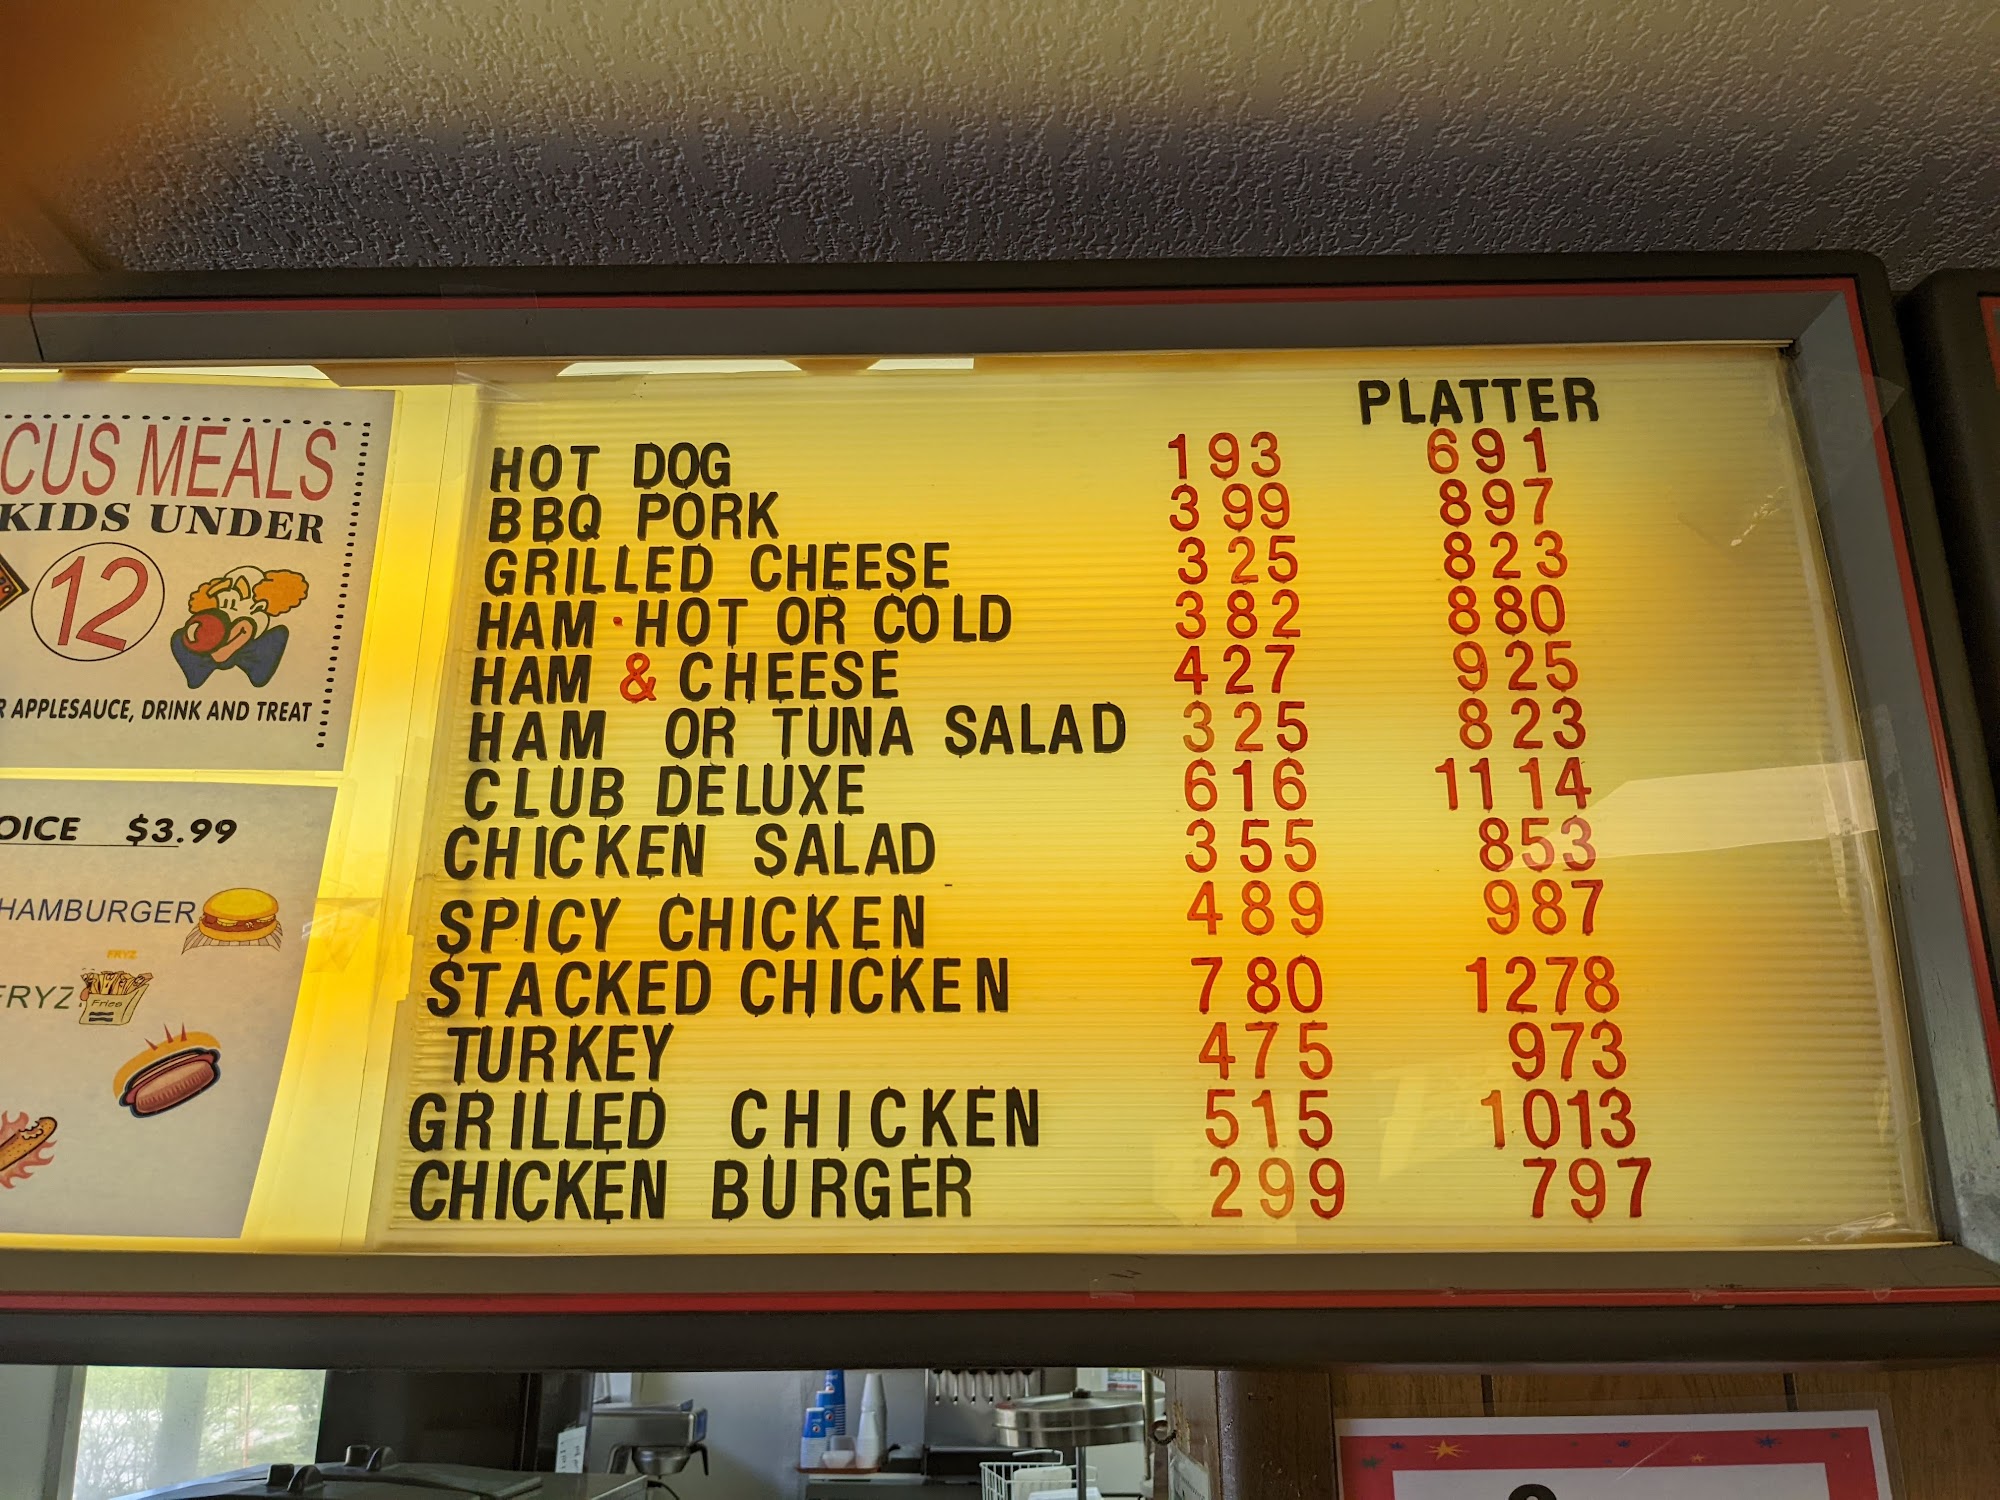 CUS MEALS
KIDS UNDER
12
R APPLESAUCE, DRINK AND TREAT
OICE $3.99
HAMBURGER
FRYZ
FRYZ
Fries
PLATTER
HOT DOG 193 691
BBQ PORK 399 897
GRILLED CHEESE 325 823
HAM · HOT OR COLD 382 880
HAM & CHEESE 427 925
HAM OR TUNA SALAD 325 823
CLUB DELUXE 616 1114
CHICKEN SALAD 355 853
SPICY CHICKEN 489 987
STACKED CHICKEN 780 1278
TURKEY 475 973
GRILLED CHICKEN 515 1013
CHICKEN BURGER 299 797